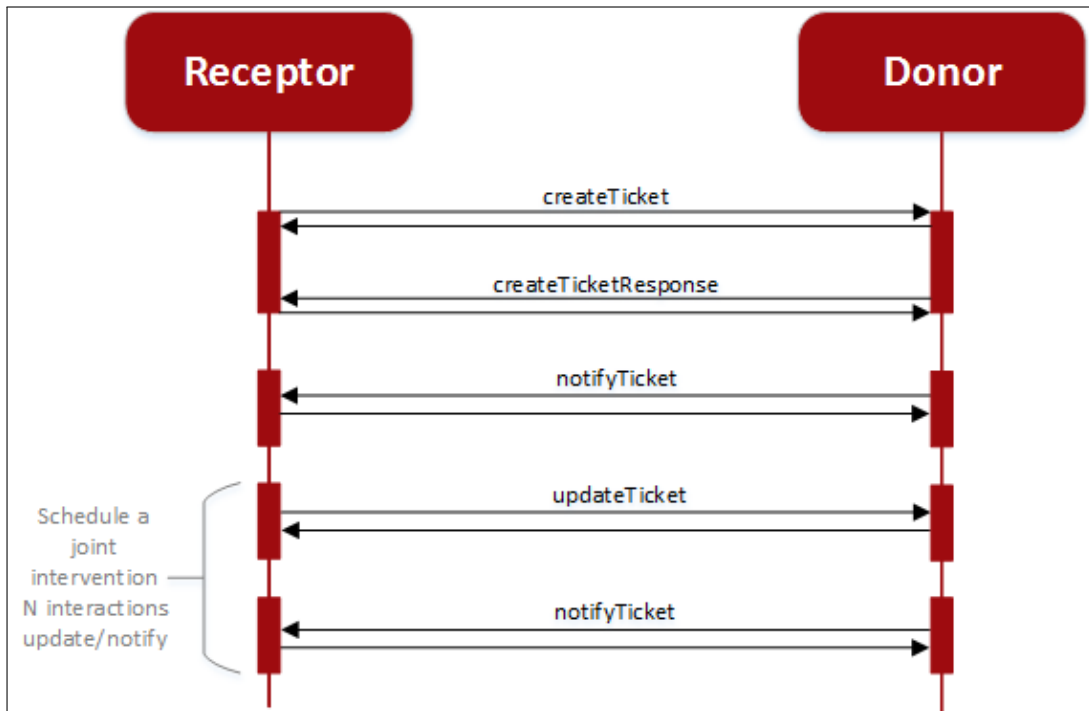 Receptor
Donor
createTicket
createTicketResponse
notifyTicket
updateTicket
Schedule a
joint
intervention
N interactions
update/notify
notifyTicket